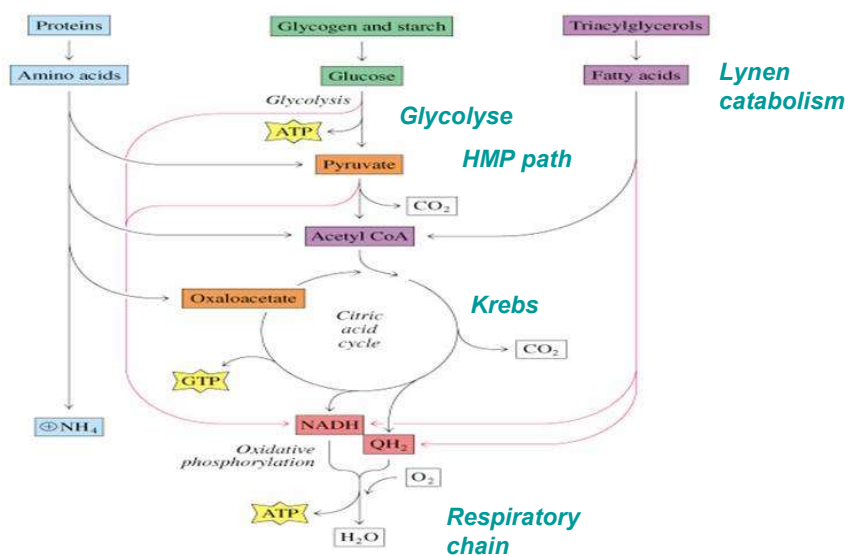 Proteins
Glycogen and starch
Triacylglycerols
Amino acids
Glucose
Fatty acids
Lynen
catabolism
Glycolysis
Glycolyse
ATP
HMP path
Pyruvate
CO₂
Acetyl CoA
Oxaloacetate
Krebs
Citric
acid
cycle
CO₂
GTP
⊕NH₄
NADH
QH₂
Oxidative
phosphorylation
O₂
ATP
Respiratory
chain
H₂O